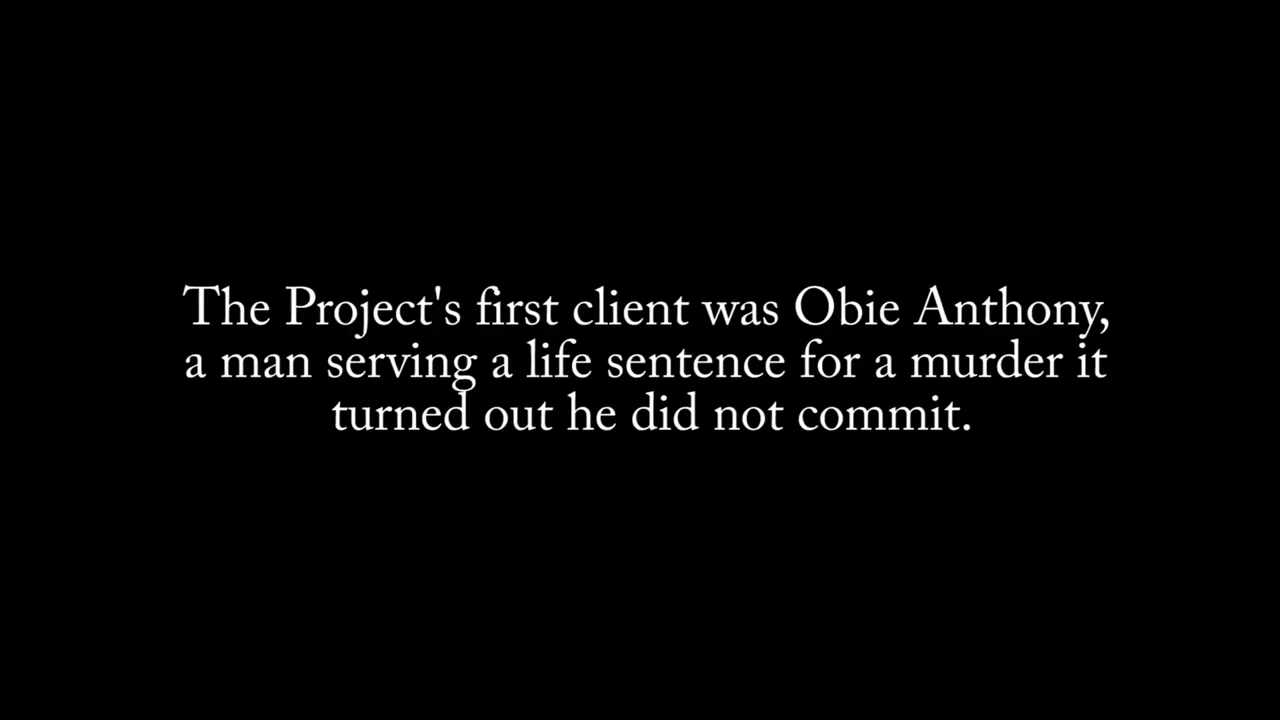 The Project's first client was Obie Anthony,
a man serving a life sentence for a murder it
turned out he did not commit.